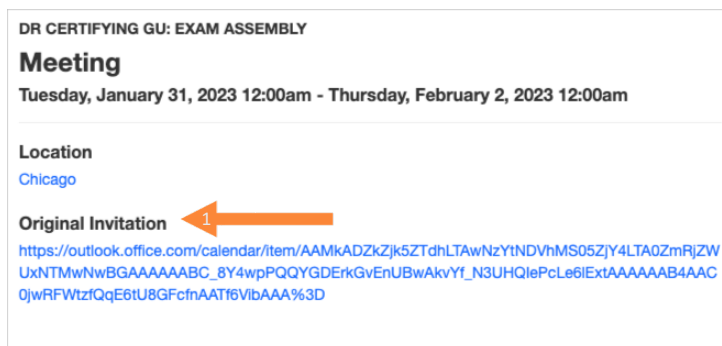 DR CERTIFYING GU: EXAM ASSEMBLY
Meeting
Tuesday, January 31, 2023 12:00am - Thursday, February 2, 2023 12:00am
Location
Chicago
Original Invitation 1
https://outlook.office.com/calendar/item/AAMkADZkZjk5ZTdhLTAwNzYtNDVhMS05ZjY4LTA0ZmRjZW
UxNTMwNwBGAAAAAABC_8Y4wpPQQYGDErkGvEnUBwAkvYf_N3UHQIePcLe6lExtAAAAAAB4AAC
0jwRFWtzfQqE6tU8GFcfnAATf6VibAAA%3D